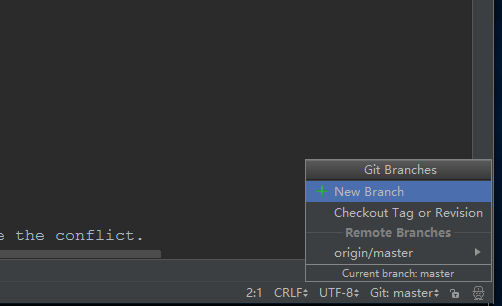 Git Branches
New Branch
Checkout Tag or Revision
Remote Branches
e the conflict.
origin/master
Current branch: master
2:1 CRLF UTF-8 Git: master